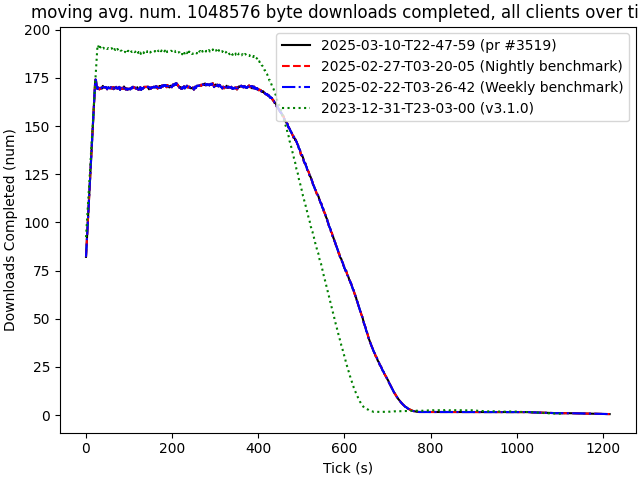 moving avg. num. 1048576 byte downloads completed, all clients over ti
200
175
150
125
100
75
50
25
0
Downloads Completed (num)
2025-03-10-T22-47-59 (pr #3519)
2025-02-27-T03-20-05 (Nightly benchmark)
2025-02-22-T03-26-42 (Weekly benchmark)
2023-12-31-T23-03-00 (v3.1.0)
0 200 400 600 800 1000 1200
Tick (s)